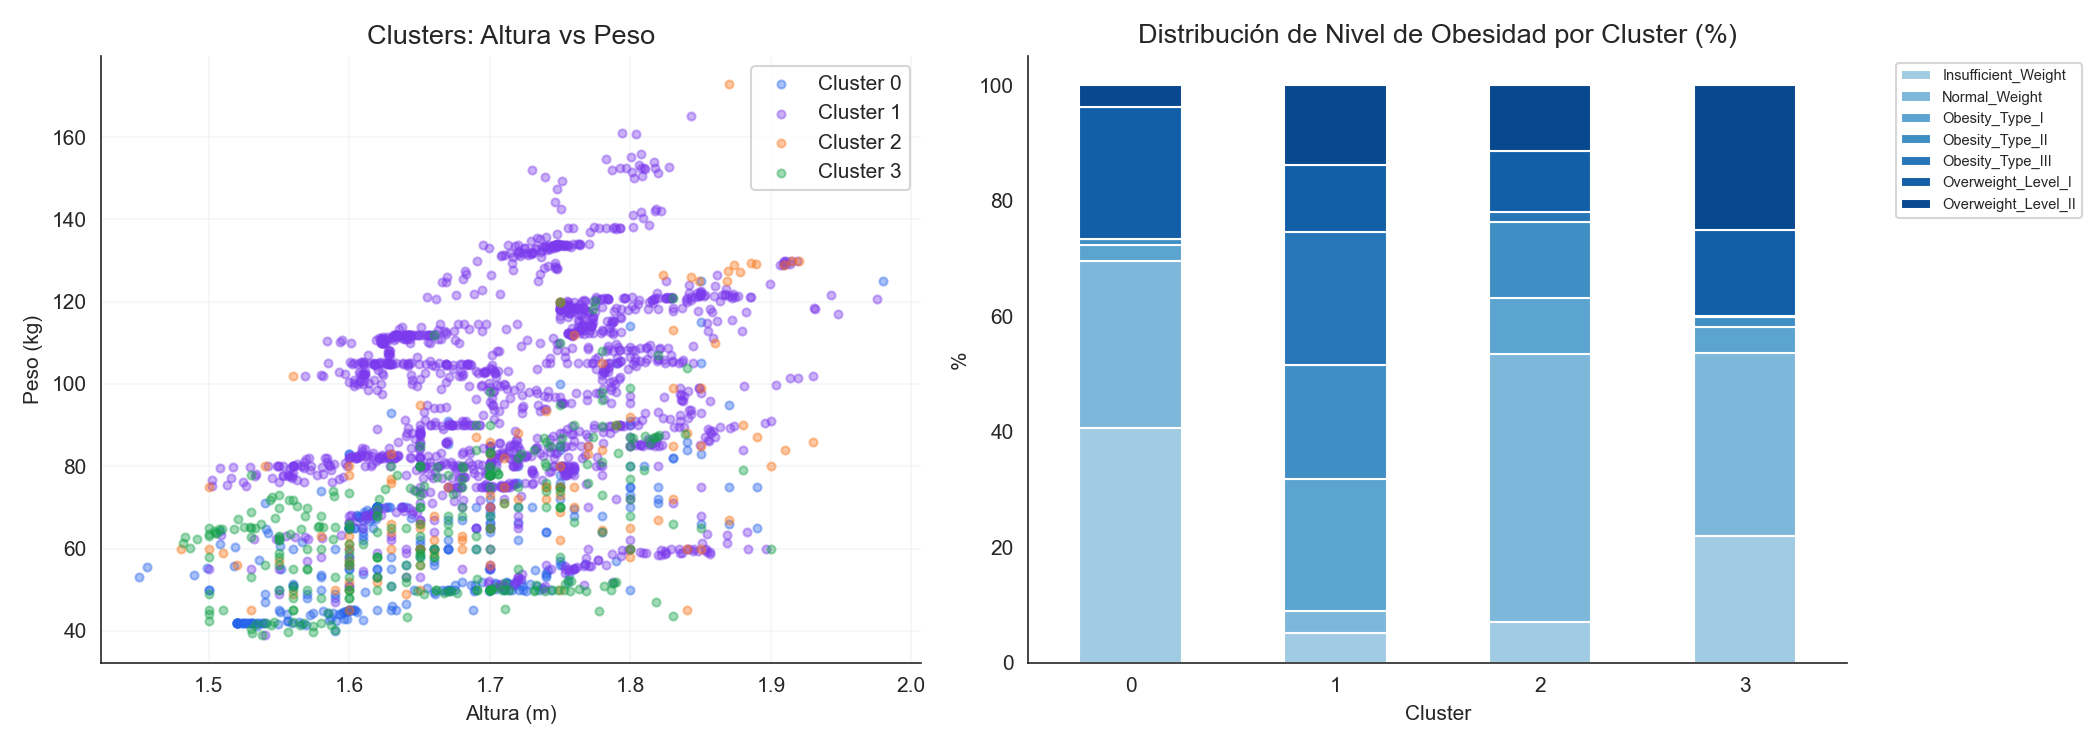 Clusters: Altura vs Peso
Cluster 0
Cluster 1
Cluster 2
Cluster 3
160
140
120
100
80
60
40
Peso (kg)
1.5 1.6 1.7 1.8 1.9 2.0
Altura (m)
Distribución de Nivel de Obesidad por Cluster (%)
100
80
60
40
20
0
%
0 1 2 3
Cluster
Insufficient_Weight
Normal_Weight
Obesity_Type_I
Obesity_Type_II
Obesity_Type_III
Overweight_Level_I
Overweight_Level_II